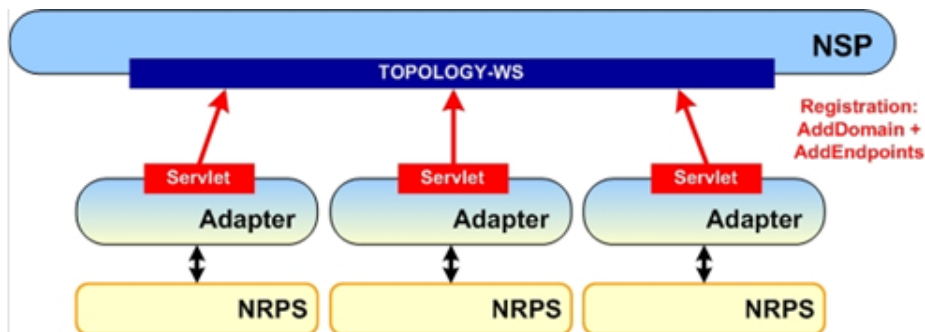 NSP
TOPOLOGY-WS
Registration:
AddDomain +
AddEndpoints
Servlet Servlet Servlet
Adapter Adapter Adapter
NRPS NRPS NRPS